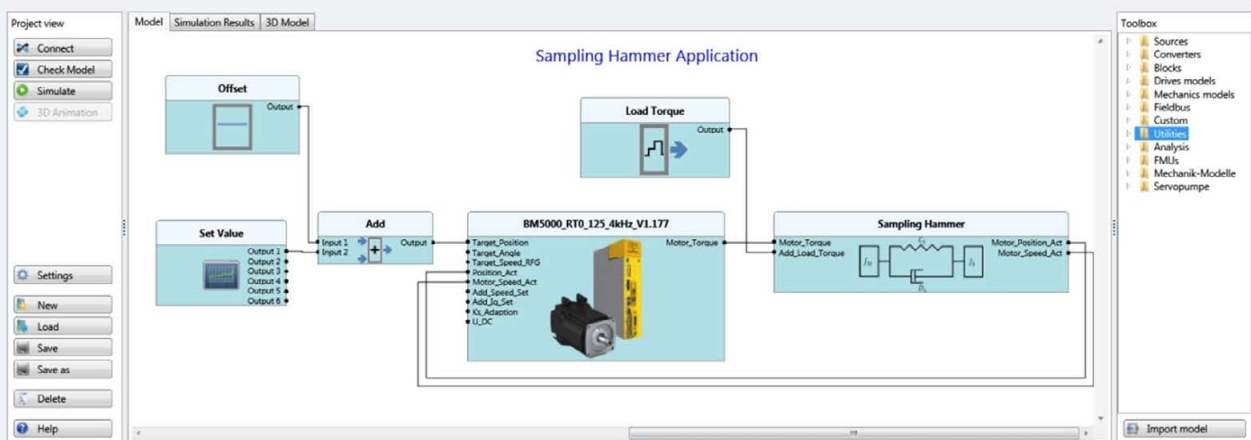 Project view
Connect
Check Model
Simulate
3D Animation
Settings
New
Load
Save
Save as
Delete
Help
Model Simulation Results 3D Model
Sampling Hammer Application
Offset
Output
Load Torque
Output
Set Value
Output 1
Output 2
Output 3
Output 4
Output 5
Output 6
Add
Input 1
Input 2
Output
BM5000_RT0_125_4kHz_V1.177
Target_Position
Target_Angle
Target_Speed_RFG
Position_Act
Motor_Speed_Act
Add_Speed_Set
Add_Iq_Set
Ks_Adaption
U_DC
Motor_Torque
Sampling Hammer
Motor_Torque
Add_Load_Torque
Motor_Position_Act
Motor_Speed_Act
Toolbox
Sources
Converters
Blocks
Drives models
Mechanics models
Fieldbus
Custom
Utilities
Analysis
FMUs
Mechanik-Modelle
Servopumpe
Import model